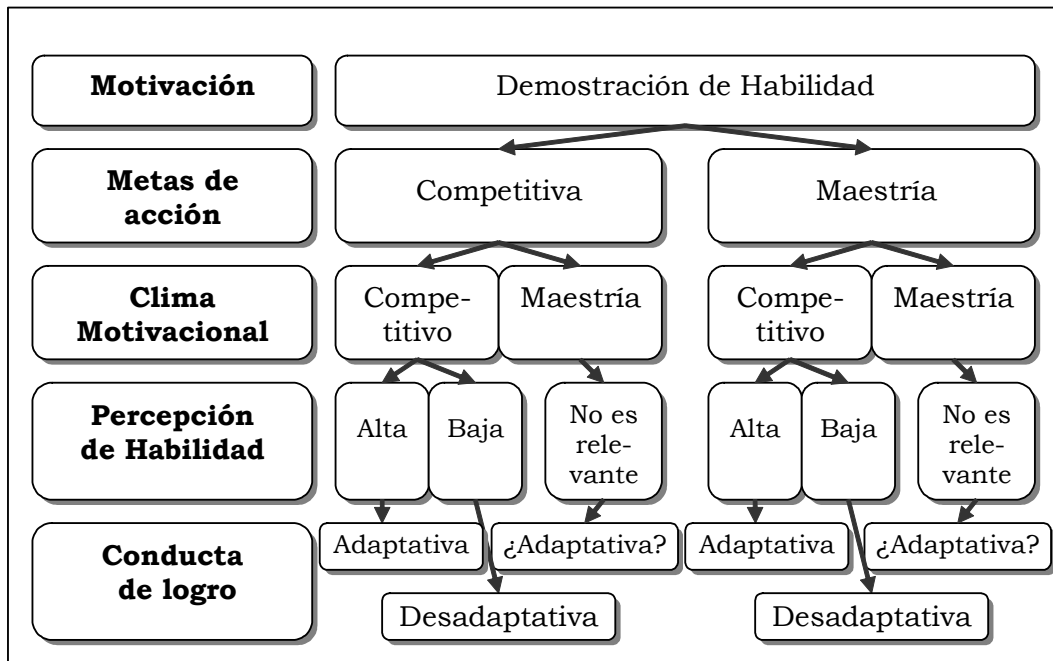 Motivación
Demostración de Habilidad
Metas de
acción
Competitiva
Maestría
Clima
Motivacional
Compe-
titivo
Maestría
Compe-
titivo
Maestría
Percepción
de Habilidad
Alta
Baja
No es
rele-
vante
Alta
Baja
No es
rele-
vante
Conducta
de logro
Adaptativa
¿Adaptativa?
Adaptativa
¿Adaptativa?
Desadaptativa
Desadaptativa